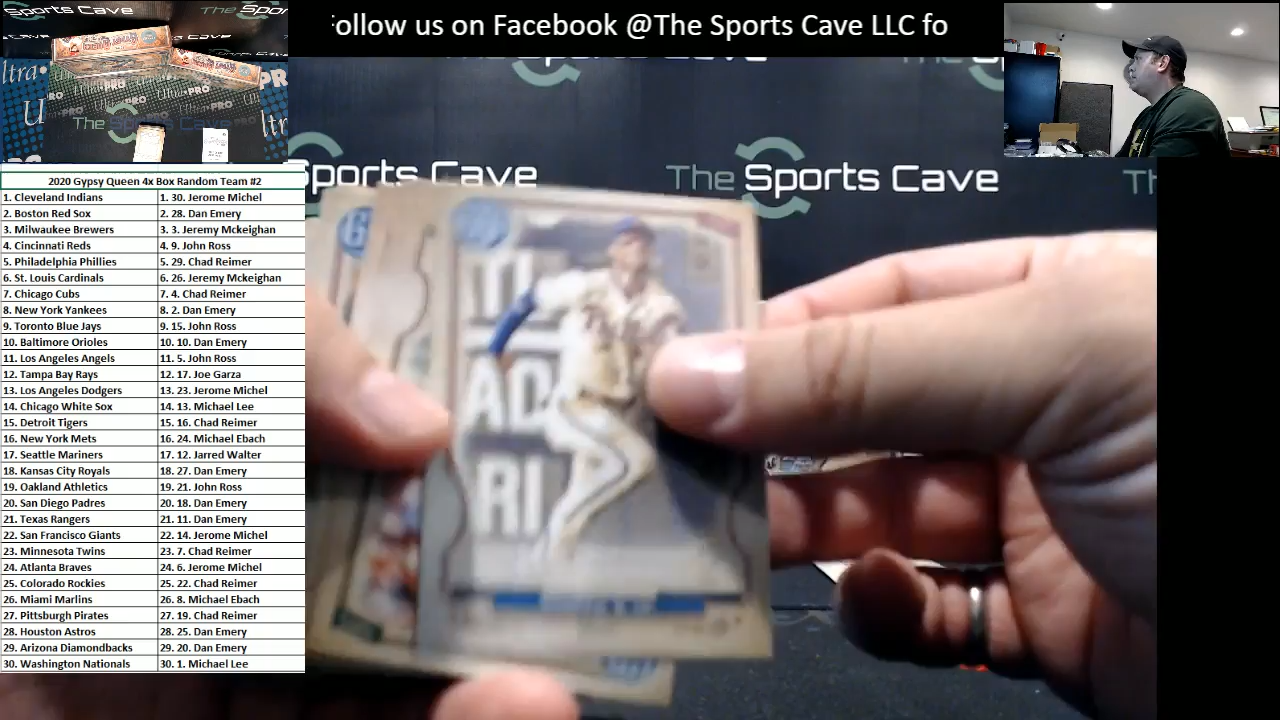 ollow us on Facebook @The Sports Cave LLC fo
2020 Gypsy Queen 4x Box Random Team #2
1. Cleveland Indians 1. 30. Jerome Michel
2. Boston Red Sox 2. 28. Dan Emery
3. Milwaukee Brewers 3. 3. Jeremy Mckeighan
4. Cincinnati Reds 4. 9. John Ross
5. Philadelphia Phillies 5. 29. Chad Reimer
6. St. Louis Cardinals 6. 26. Jeremy Mckeighan
7. Chicago Cubs 7. 4. Chad Reimer
8. New York Yankees 8. 2. Dan Emery
9. Toronto Blue Jays 9. 15. John Ross
10. Baltimore Orioles 10. 10. Dan Emery
11. Los Angeles Angels 11. 5. John Ross
12. Tampa Bay Rays 12. 17. Joe Garza
13. Los Angeles Dodgers 13. 23. Jerome Michel
14. Chicago White Sox 14. 13. Michael Lee
15. Detroit Tigers 15. 16. Chad Reimer
16. New York Mets 16. 24. Michael Ebach
17. Seattle Mariners 17. 12. Jarred Walter
18. Kansas City Royals 18. 27. Dan Emery
19. Oakland Athletics 19. 21. John Ross
20. San Diego Padres 20. 18. Dan Emery
21. Texas Rangers 21. 11. Dan Emery
22. San Francisco Giants 22. 14. Jerome Michel
23. Minnesota Twins 23. 7. Chad Reimer
24. Atlanta Braves 24. 6. Jerome Michel
25. Colorado Rockies 25. 22. Chad Reimer
26. Miami Marlins 26. 8. Michael Ebach
27. Pittsburgh Pirates 27. 19. Chad Reimer
28. Houston Astros 28. 25. Dan Emery
29. Arizona Diamondbacks 29. 20. Dan Emery
30. Washington Nationals 30. 1. Michael Lee
The Sports Cave
Sports Cave
The Sports Cave
Th
AD
RI